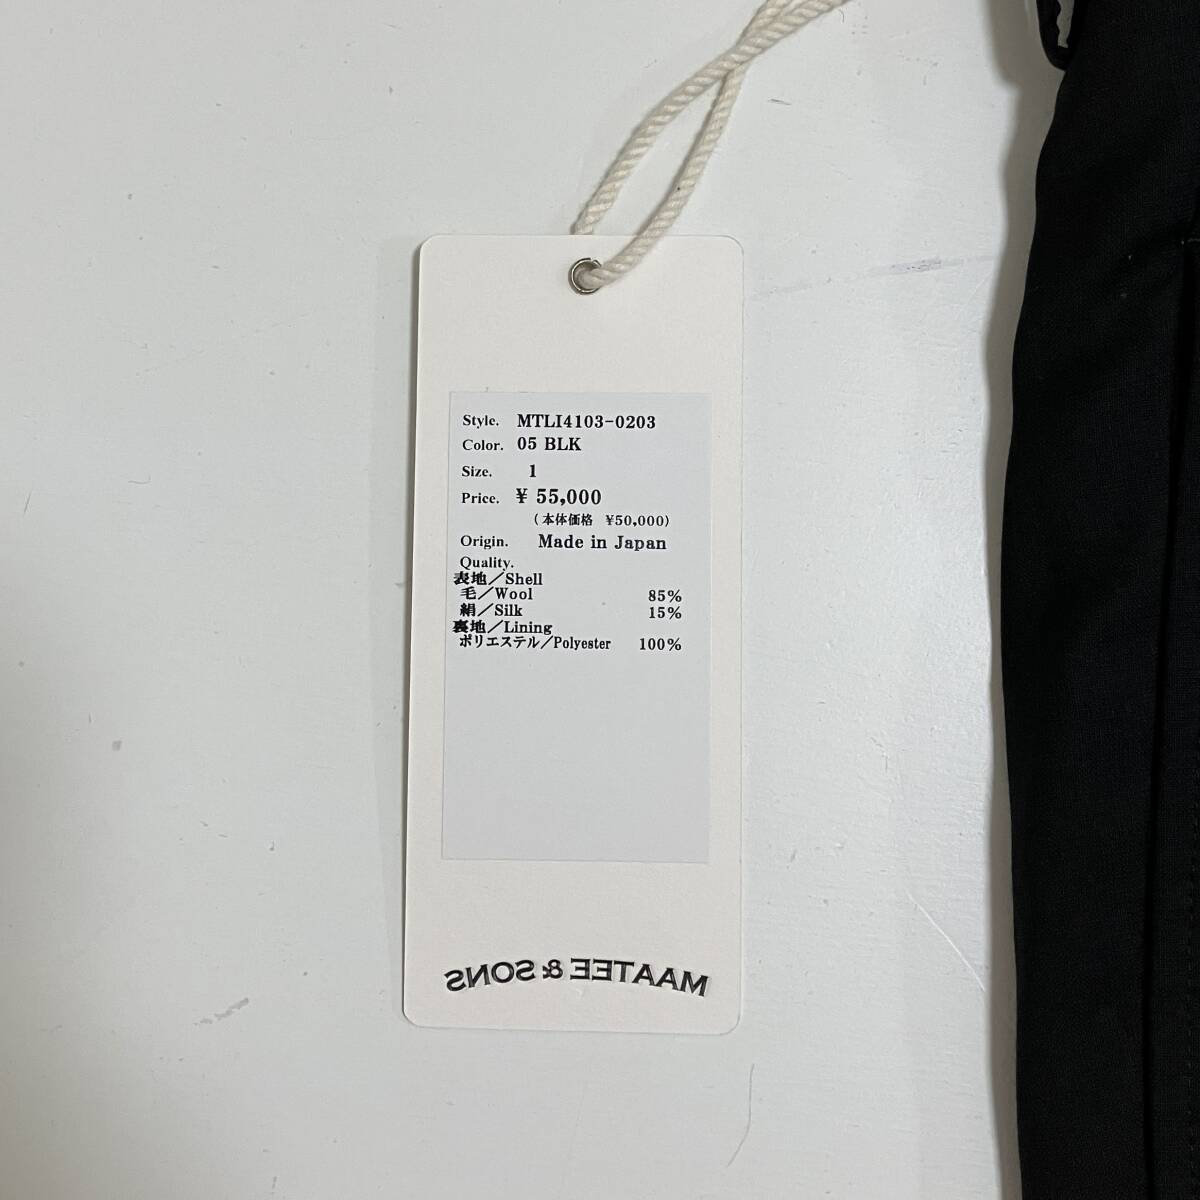 Style. MTLI4103-0203
Color. 05 BLK
Size. 1
Price. ¥ 55,000
(本体価格 ¥50,000)
Origin. Made in Japan
Quality.
表地/Shell
毛/Wool 85%
絹/Silk 15%
裏地/Lining
ポリエステル/Polyester 100%
MAATEE & SONS